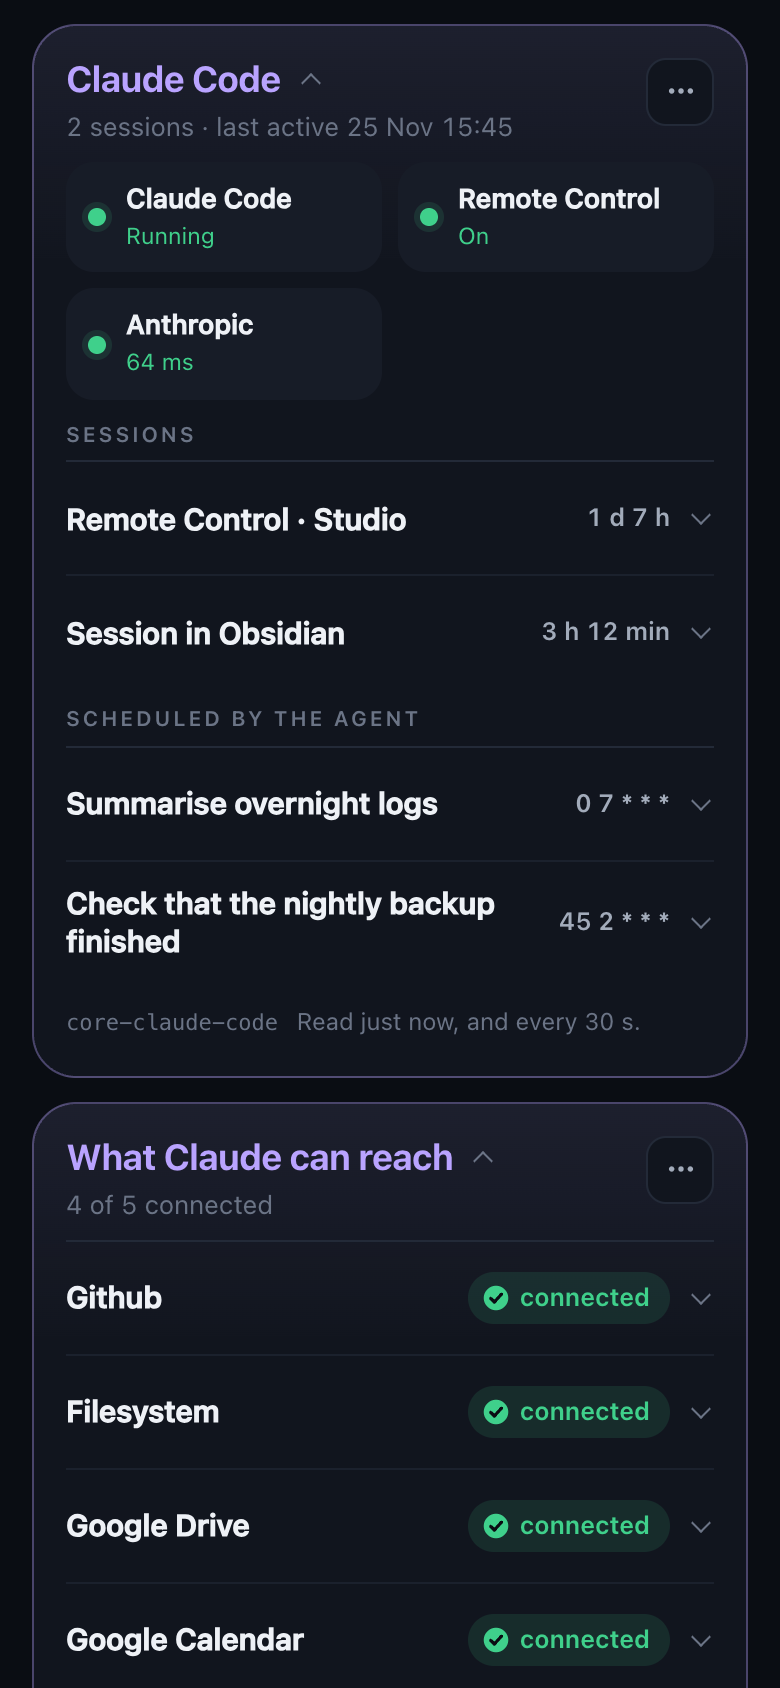 Claude Code
2 sessions · last active 25 Nov 15:45
Claude Code
Running
Remote Control
On
Anthropic
64 ms
SESSIONS
Remote Control · Studio
1 d 7 h
Session in Obsidian
3 h 12 min
SCHEDULED BY THE AGENT
Summarise overnight logs
0 7 * * *
Check that the nightly backup
finished
45 2 * * *
core-claude-code Read just now, and every 30 s.
What Claude can reach
4 of 5 connected
Github
connected
Filesystem
connected
Google Drive
connected
Google Calendar
connected